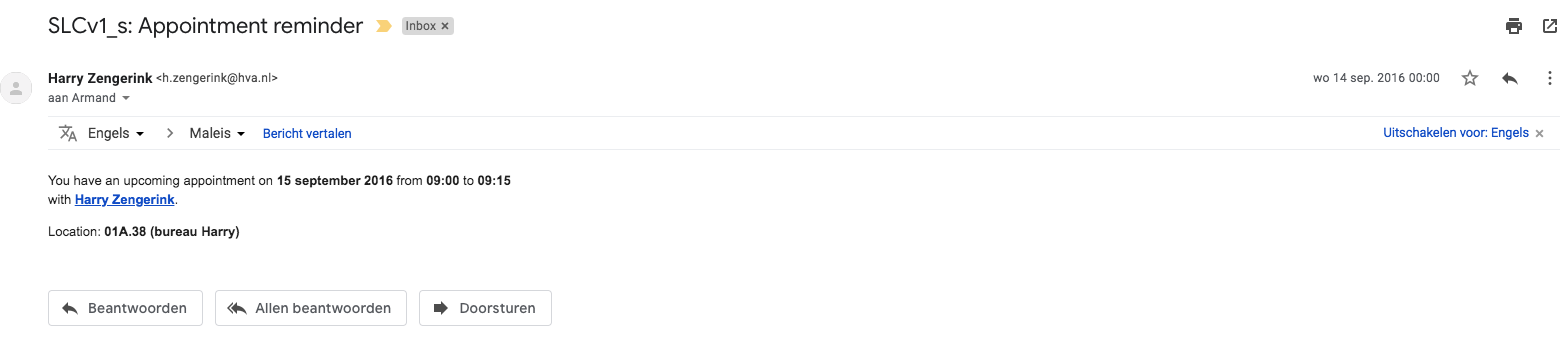 SLCv1_s: Appointment reminder Inbox ×
Harry Zengerink <h.zengerink@hva.nl> wo 14 sep. 2016 00:00
aan Armand
Engels > Maleis Bericht vertalen Uitschakelen voor: Engels ×
You have an upcoming appointment on 15 september 2016 from 09:00 to 09:15
with Harry Zengerink.
Location: 01A.38 (bureau Harry)
Beantwoorden Allen beantwoorden Doorsturen